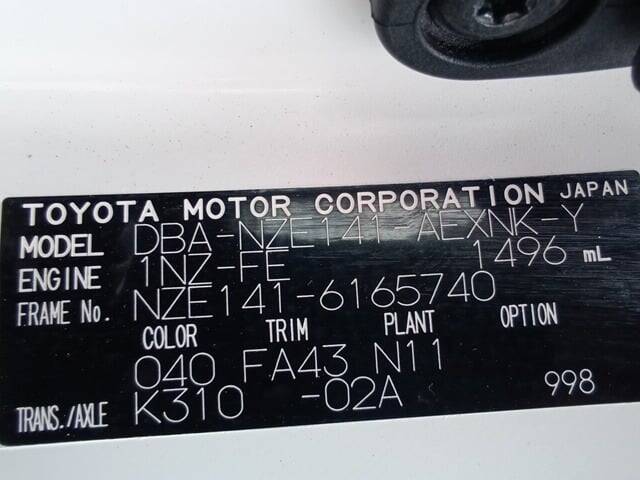 TOYOTA MOTOR CORPORATION JAPAN
MODEL DBA-NZE141-AEXNK-Y
ENGINE 1NZ-FE 1496 mL
FRAME No. NZE141-6165740
COLOR TRIM PLANT OPTION
040 FA43 N11
TRANS./AXLE K310 -02A 998